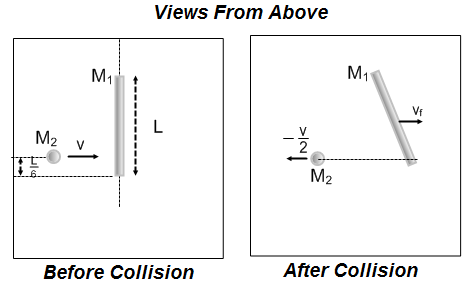 Views From Above
M1
L
M2
v
L
6
Before Collision
M1
vf
-v
2
M2
After Collision